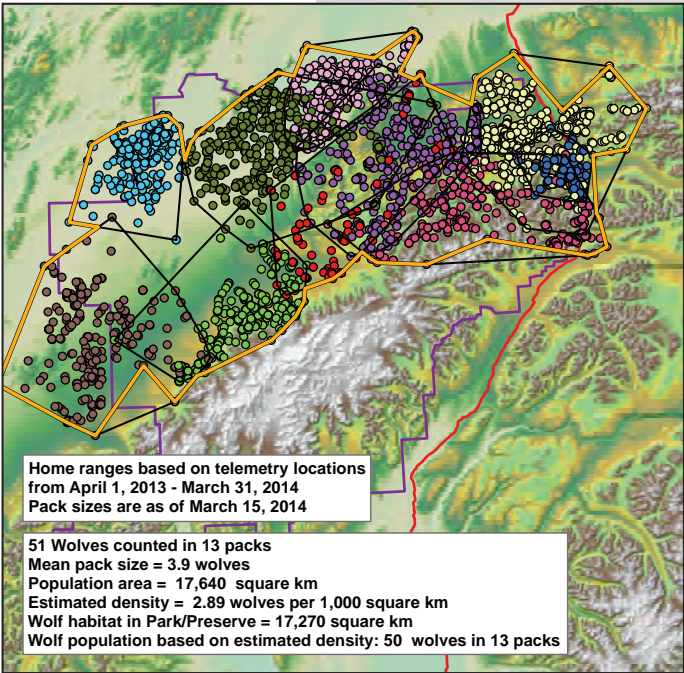 Home ranges based on telemetry locations
from April 1, 2013 - March 31, 2014
Pack sizes are as of March 15, 2014
51 Wolves counted in 13 packs
Mean pack size = 3.9 wolves
Population area = 17,640 square km
Estimated density = 2.89 wolves per 1,000 square km
Wolf habitat in Park/Preserve = 17,270 square km
Wolf population based on estimated density: 50 wolves in 13 packs